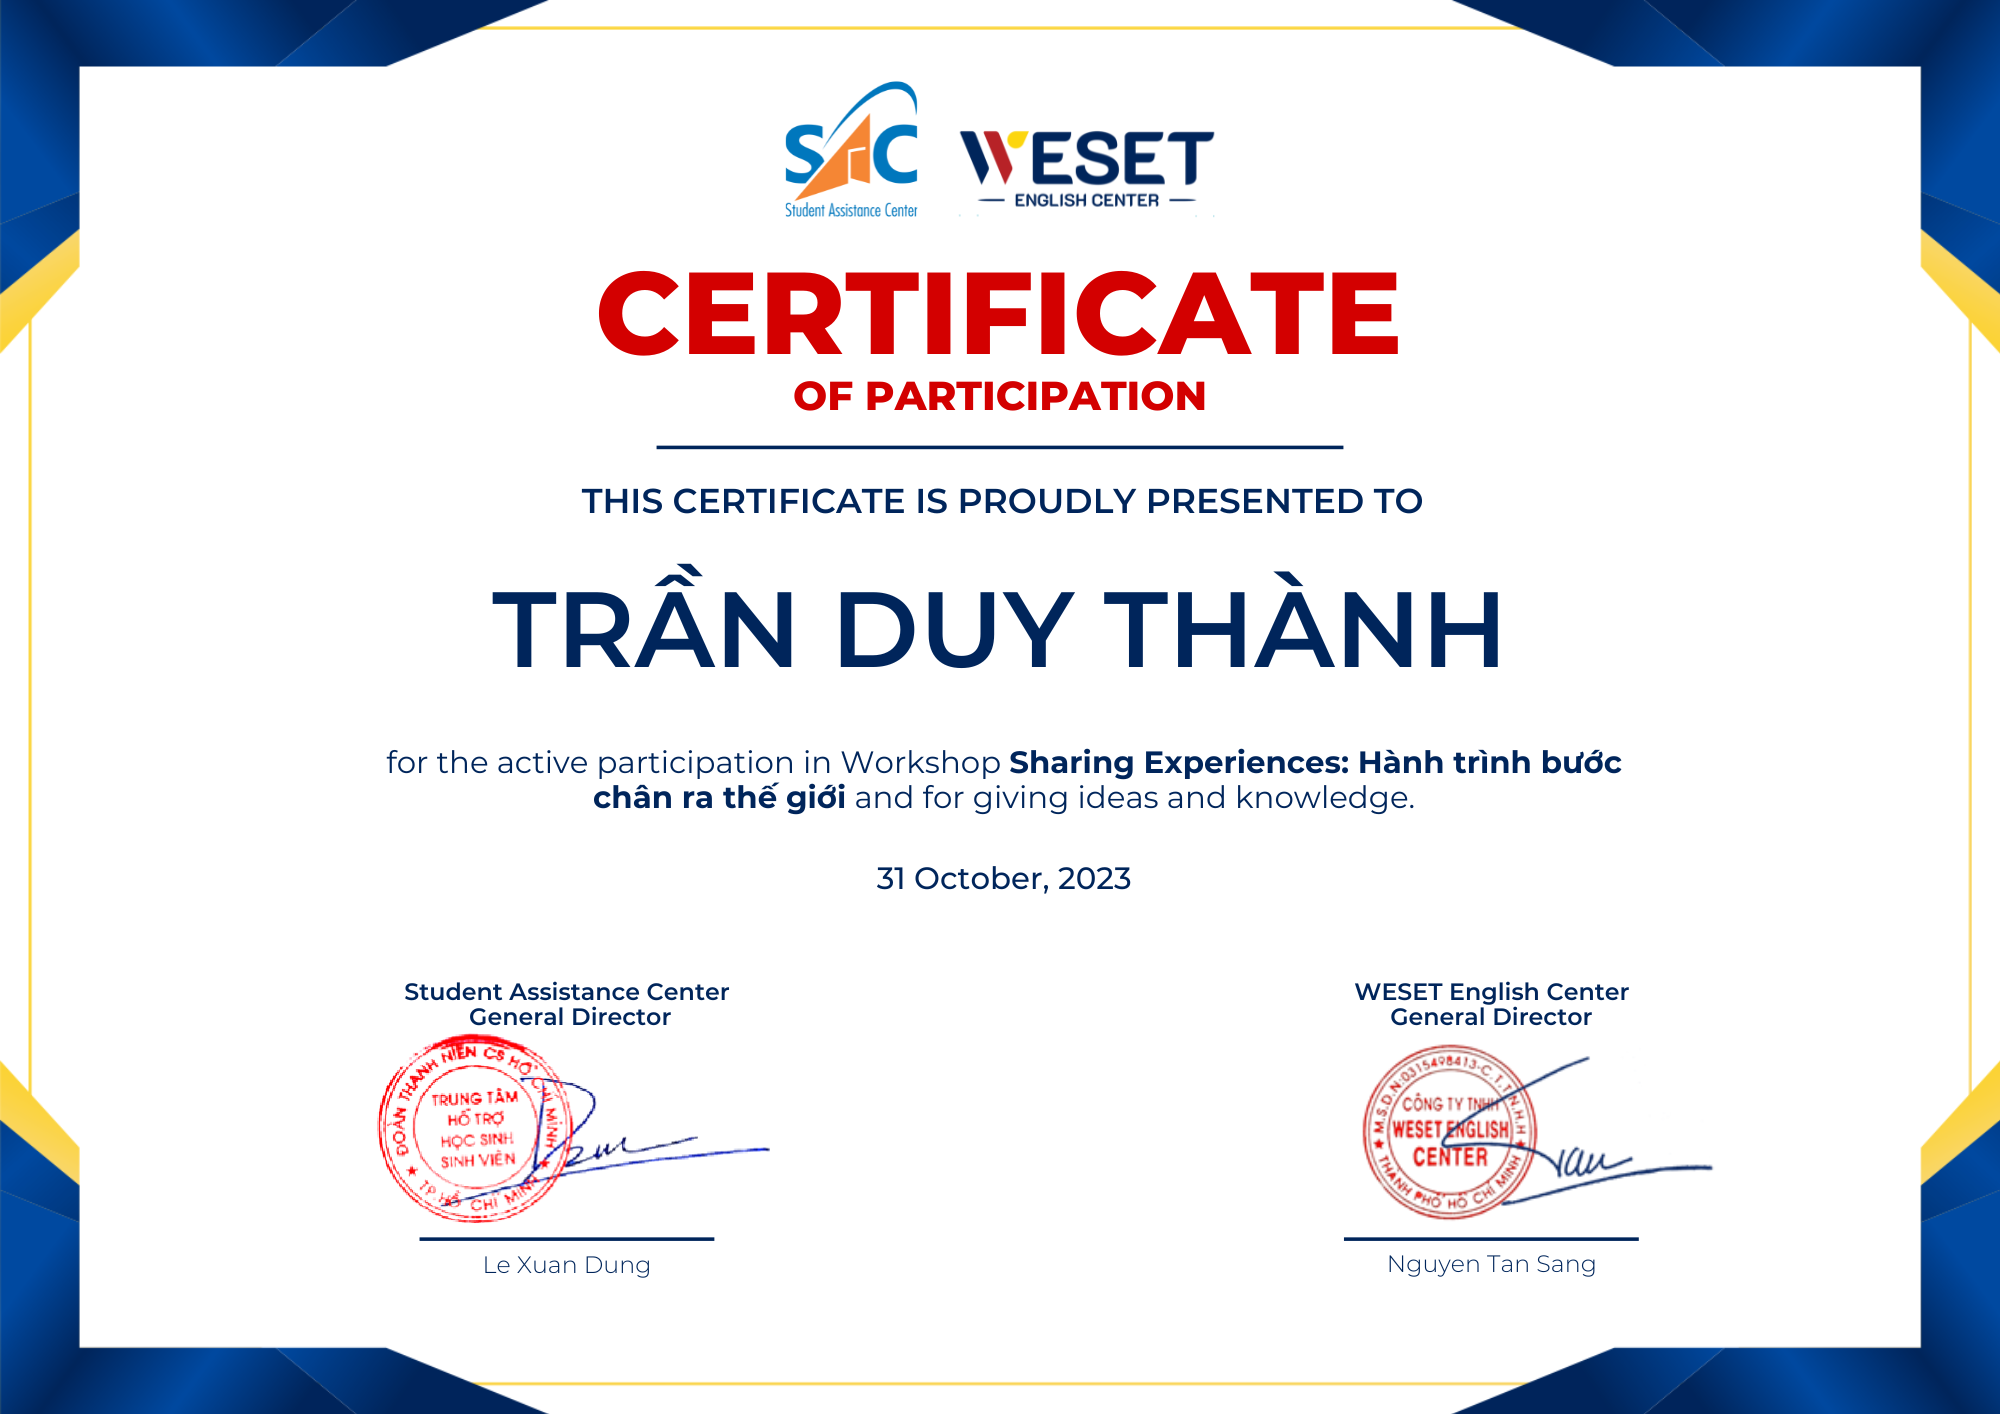 SAC
Student Assistance Center
WESET
ENGLISH CENTER
CERTIFICATE
OF PARTICIPATION
THIS CERTIFICATE IS PROUDLY PRESENTED TO
TRẦN DUY THÀNH
for the active participation in Workshop Sharing Experiences: Hành trình bước
chân ra thế giới and for giving ideas and knowledge.
31 October, 2023
Student Assistance Center
General Director
ĐOÀN THANH NIÊN CS HỒ CHÍ MINH
TRUNG TÂM
HỖ TRỢ
HỌC SINH
SINH VIÊN
TP. HỒ CHÍ MINH
Le Xuan Dung
WESET English Center
General Director
M.S.D.N:0315498413-C.T.T.N.H.H
CÔNG TY TNHH
WESET ENGLISH
CENTER
THÀNH PHỐ HỒ CHÍ MINH
Nguyen Tan Sang